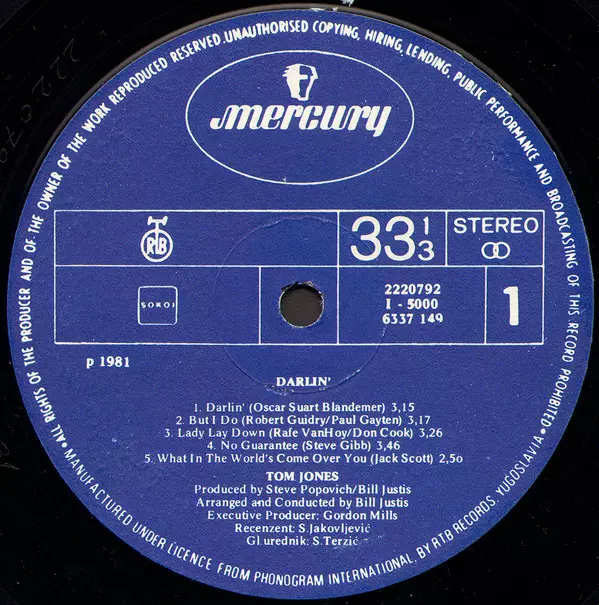 • ALL RIGHTS OF THE PRODUCER AND OF THE OWNER OF THE WORK REPRODUCED RESERVED. UNAUTHORISED COPYING, HIRING, LENDING, PUBLIC PERFORMANCE AND BROADCASTING OF THIS RECORD PROHIBITED •
mercury
RTB
33 1/3
STEREO
SOKOJ
2220792
I - 5000
6337 149
1
p 1981
DARLIN'
1. Darlin' (Oscar Suart Blandemer) 3,15
2. But I Do (Robert Guidry/Paul Gayten) 3,17
3. Lady Lay Down (Rafe VanHoy/Don Cook) 3,26
4. No Guarantee (Steve Gibb) 3,46
5. What In The World's Come Over You (Jack Scott) 2,50
TOM JONES
Produced by Steve Popovich/Bill Justis
Arranged and Conducted by Bill Justis
Executive Producer: Gordon Mills
Recenzent: S.Jakovljević
Gl.urednik: S.Terzić
MANUFACTURED UNDER LICENCE FROM PHONOGRAM INTERNATIONAL, BY RTB RECORDS, YUGOSLAVIA